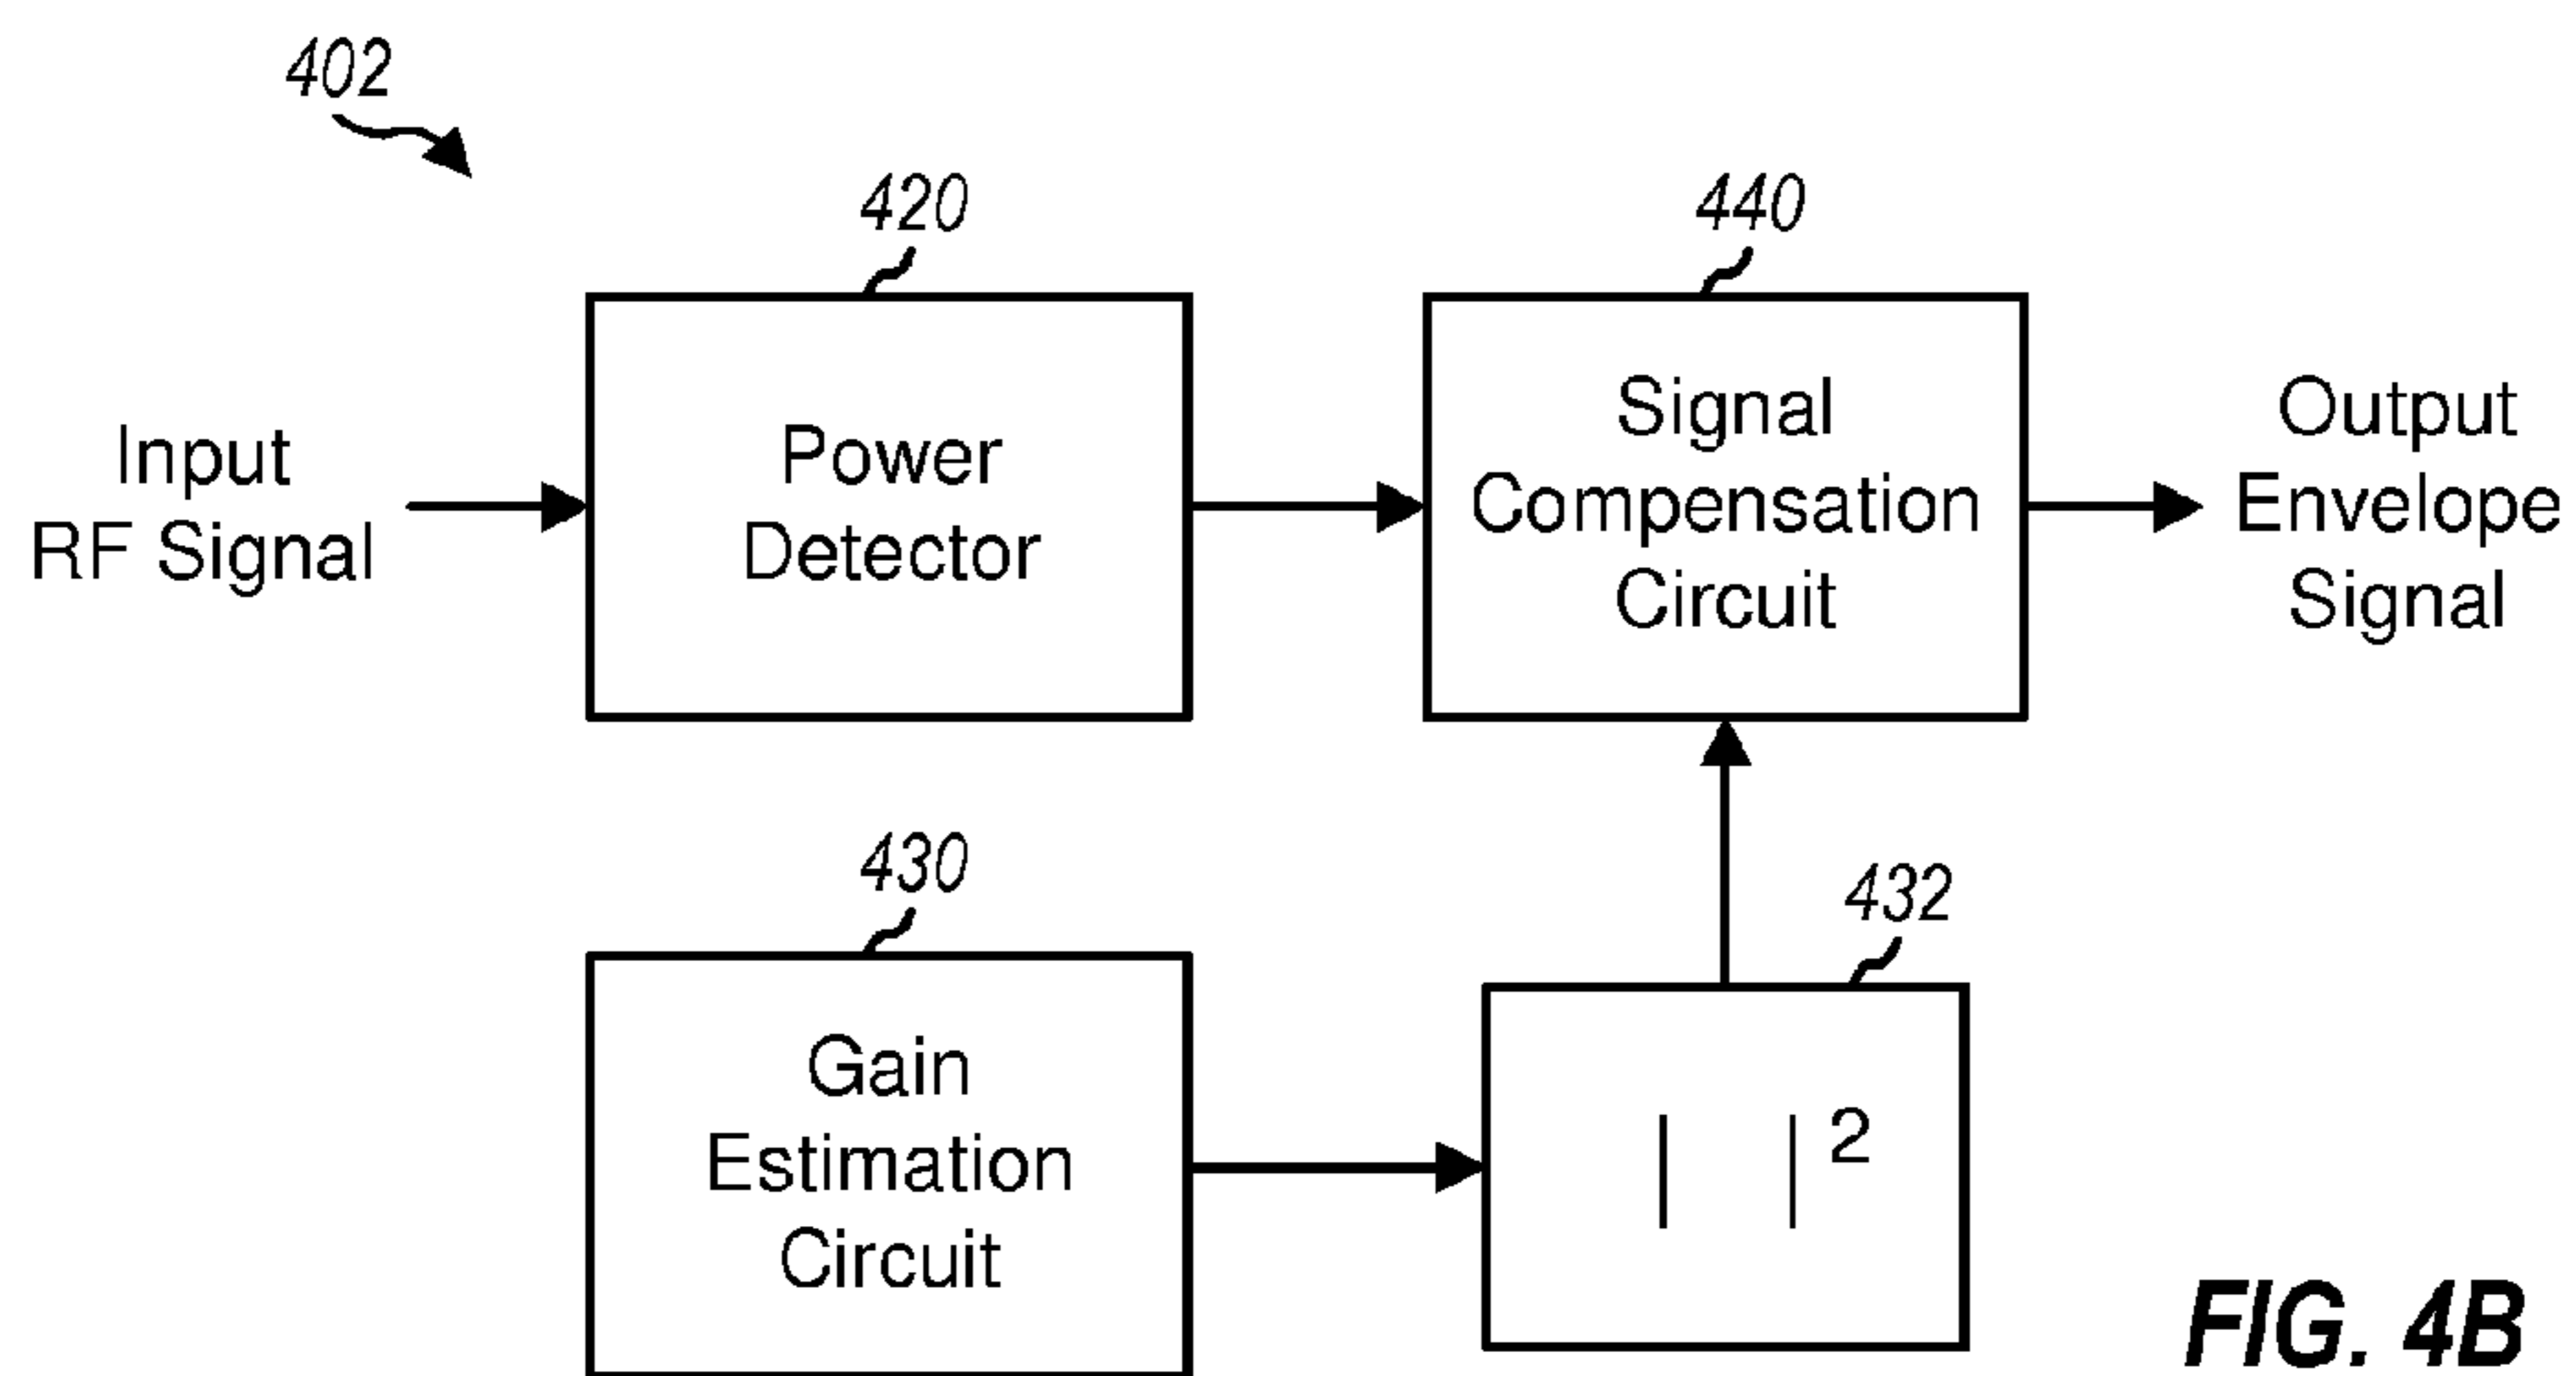 402
420
440
Input
RF Signal
Power
Detector
Signal
Compensation
Circuit
Output
Envelope
Signal
430
432
Gain
Estimation
Circuit
| |²
FIG. 4B